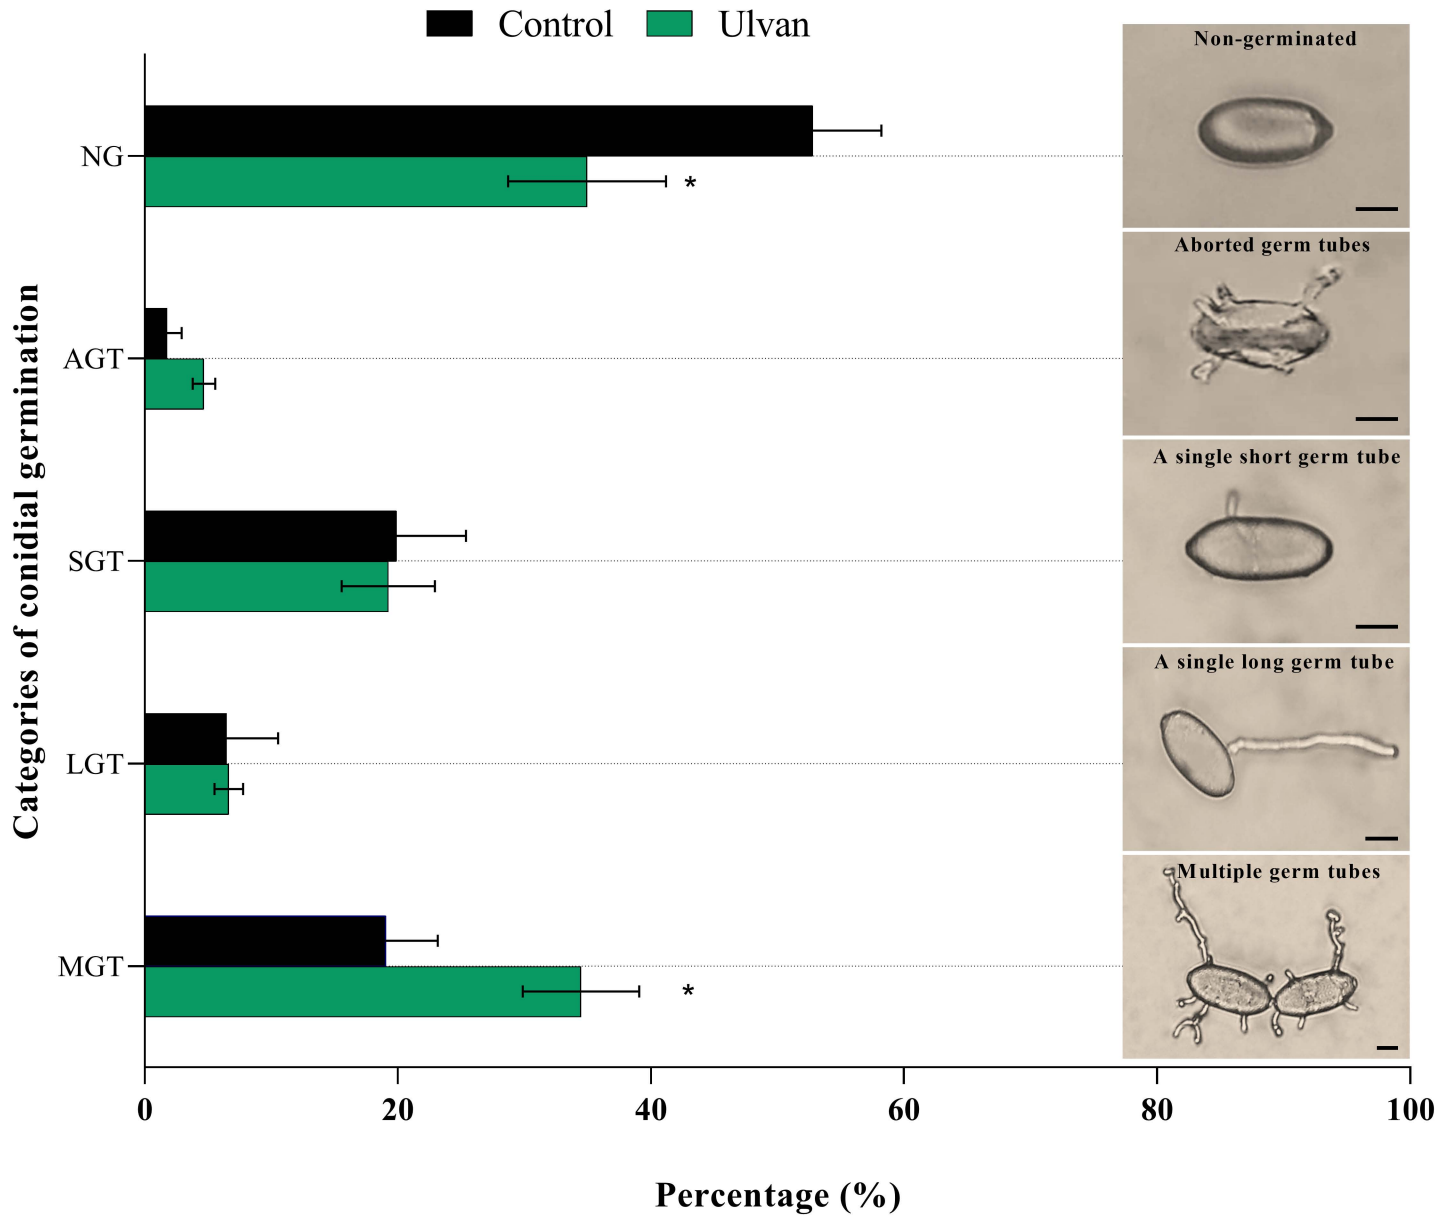 Control Ulvan
Non-germinated
NG
Aborted germ tubes
AGT
A single short germ tube
SGT
A single long germ tube
LGT
Multiple germ tubes
MGT
*
*
Categories of conidial germination
0 20 40 60 80 100
Percentage (%)